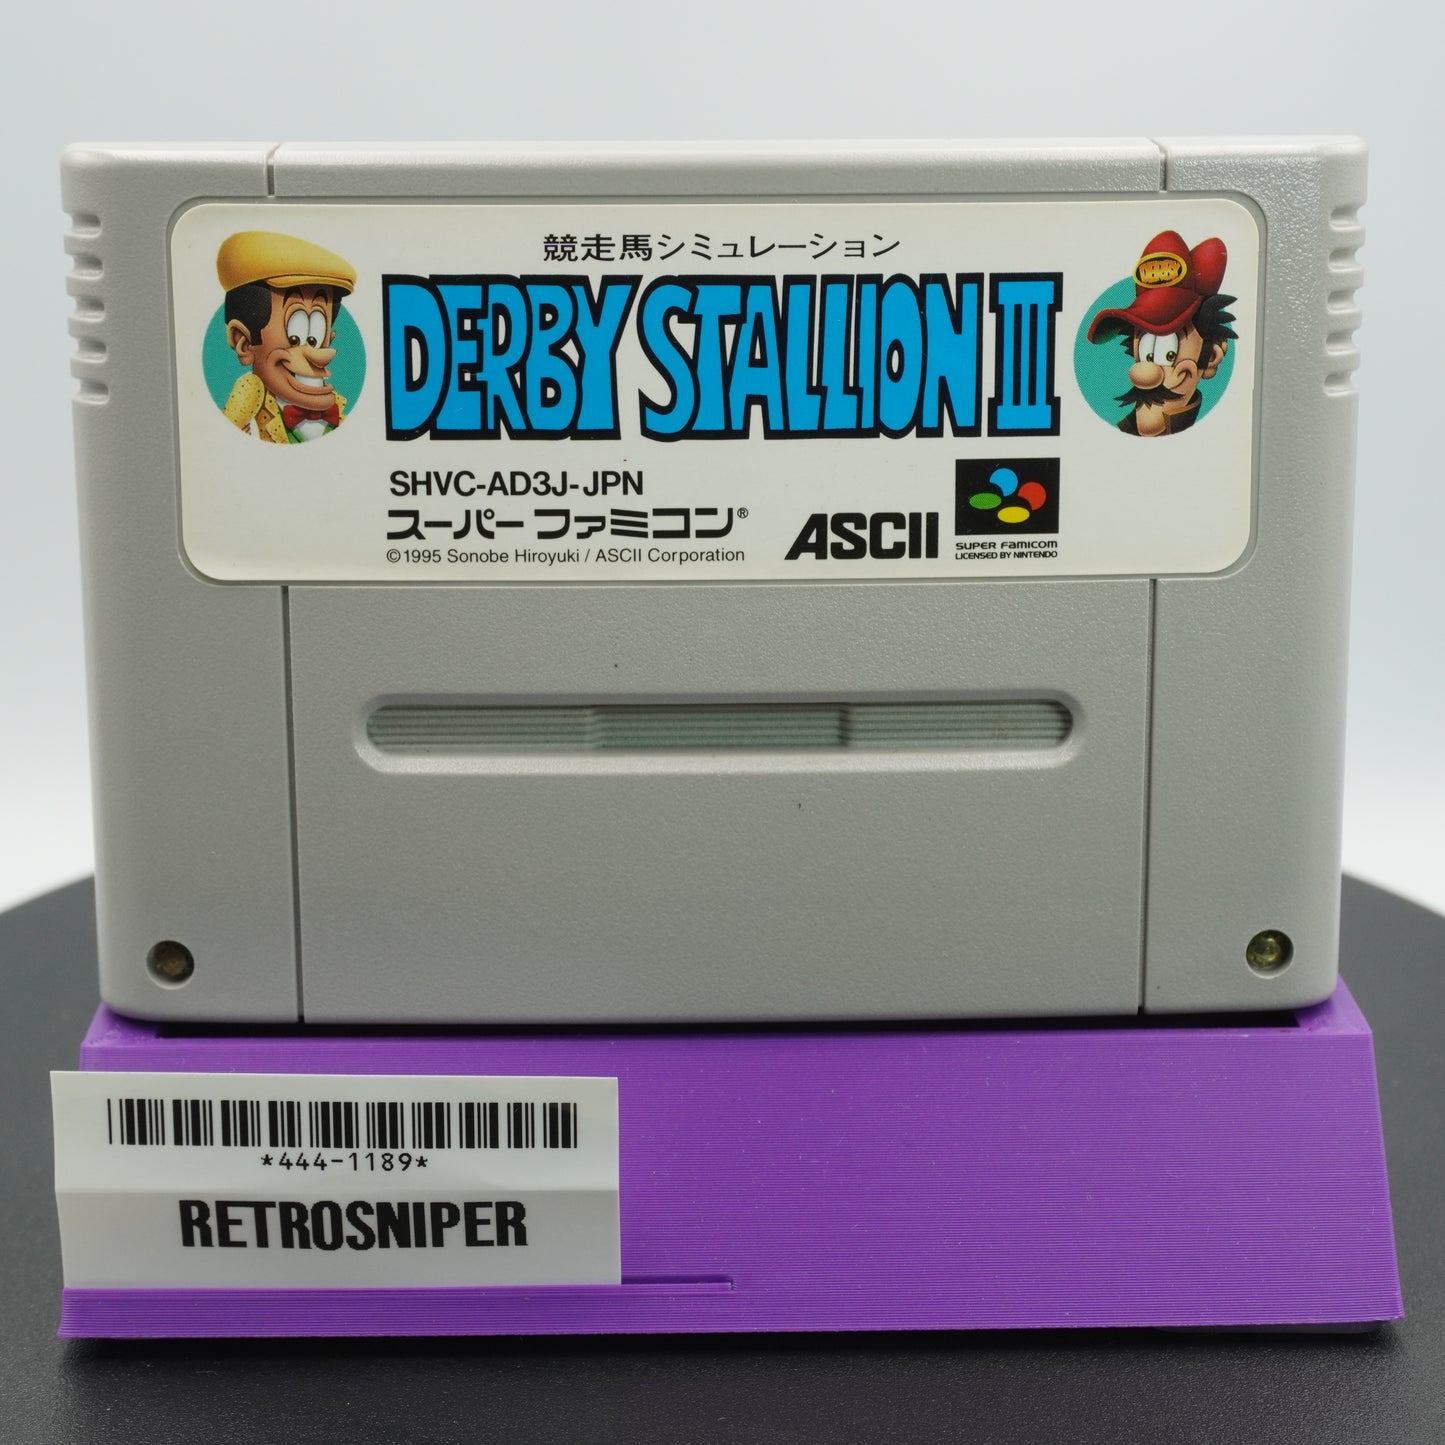 競走馬シミュレーション
DERBY STALLION III
DERBY
SHVC-AD3J-JPN
スーパーファミコン®
©1995 Sonobe Hiroyuki / ASCII Corporation
ASCII
SUPER FAMICOM
LICENSED BY NINTENDO
*444-1189*
RETROSNIPER